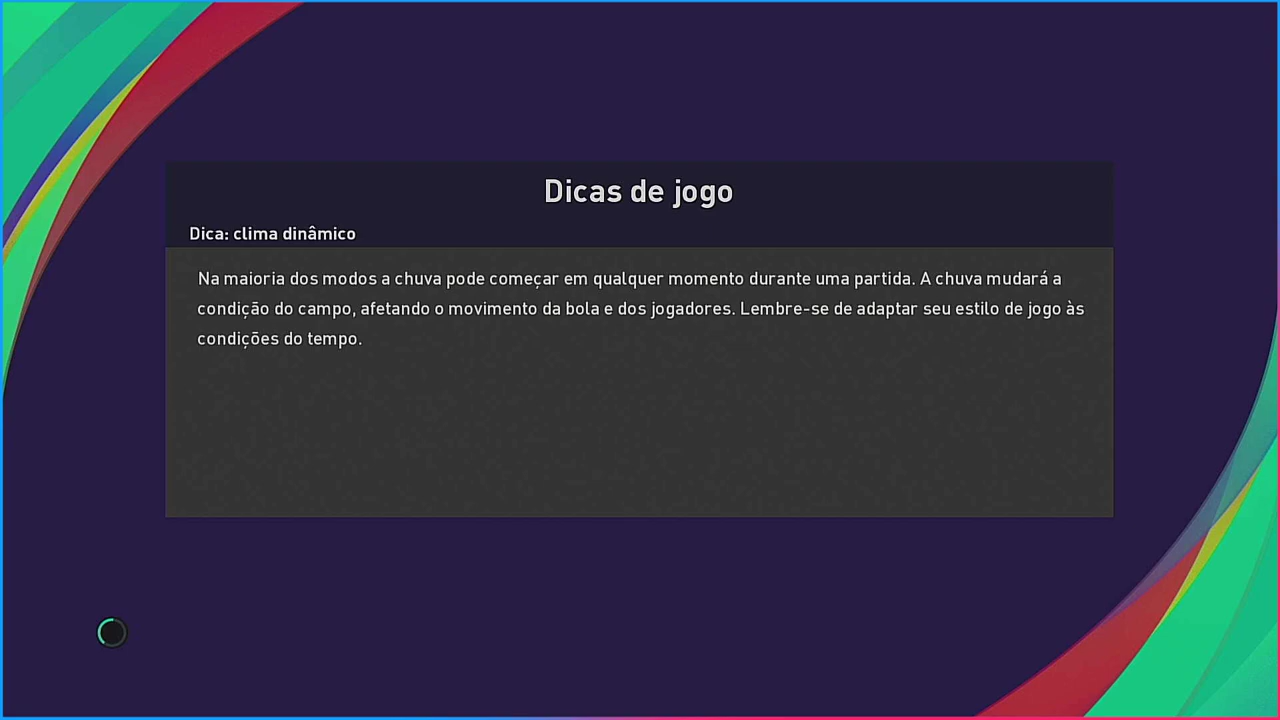 Dicas de jogo
Dica: clima dinâmico
Na maioria dos modos a chuva pode começar em qualquer momento durante uma partida. A chuva mudará a
condição do campo, afetando o movimento da bola e dos jogadores. Lembre-se de adaptar seu estilo de jogo às
condições do tempo.